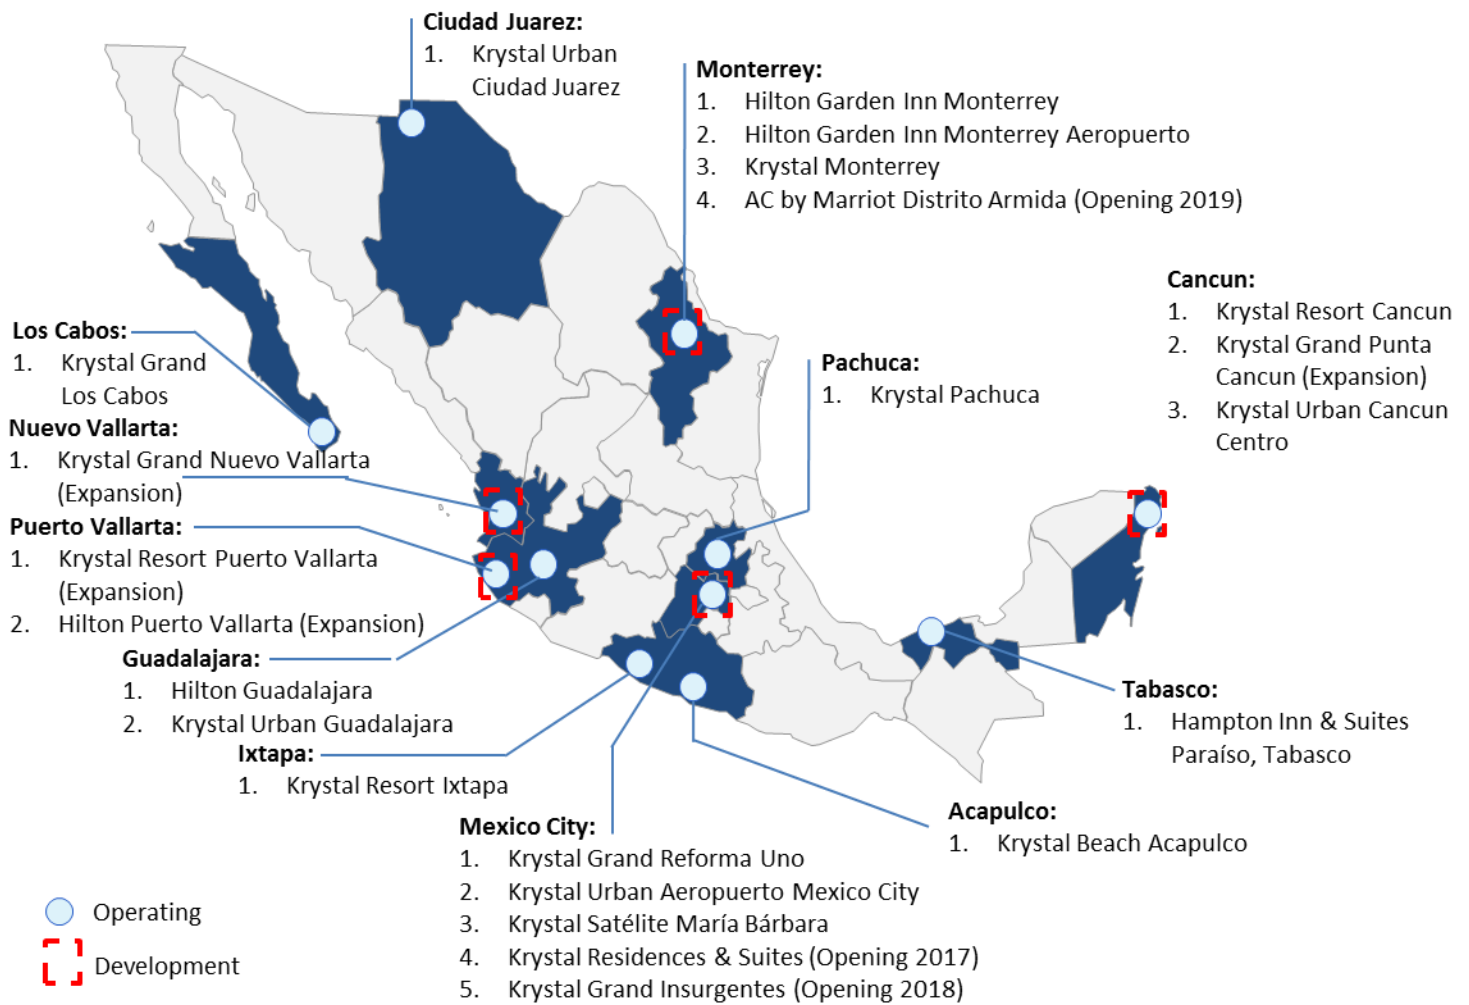 Ciudad Juarez:
1. Krystal Urban
Ciudad Juarez
Monterrey:
1. Hilton Garden Inn Monterrey
2. Hilton Garden Inn Monterrey Aeropuerto
3. Krystal Monterrey
4. AC by Marriot Distrito Armida (Opening 2019)
Cancun:
1. Krystal Resort Cancun
2. Krystal Grand Punta
Cancun (Expansion)
3. Krystal Urban Cancun
Centro
Los Cabos:
1. Krystal Grand
Los Cabos
Pachuca:
1. Krystal Pachuca
Nuevo Vallarta:
1. Krystal Grand Nuevo Vallarta
(Expansion)
Puerto Vallarta:
1. Krystal Resort Puerto Vallarta
(Expansion)
2. Hilton Puerto Vallarta (Expansion)
Guadalajara:
1. Hilton Guadalajara
2. Krystal Urban Guadalajara
Ixtapa:
1. Krystal Resort Ixtapa
Tabasco:
1. Hampton Inn & Suites
Paraíso, Tabasco
Acapulco:
1. Krystal Beach Acapulco
Mexico City:
1. Krystal Grand Reforma Uno
2. Krystal Urban Aeropuerto Mexico City
3. Krystal Satélite María Bárbara
4. Krystal Residences & Suites (Opening 2017)
5. Krystal Grand Insurgentes (Opening 2018)
Operating
Development